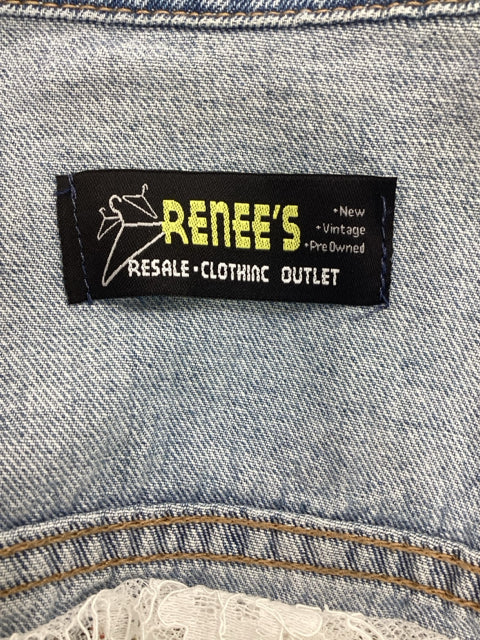 RENEE'S
•New
•Vintage
•PreOwned
RESALE•CLOTHING OUTLET